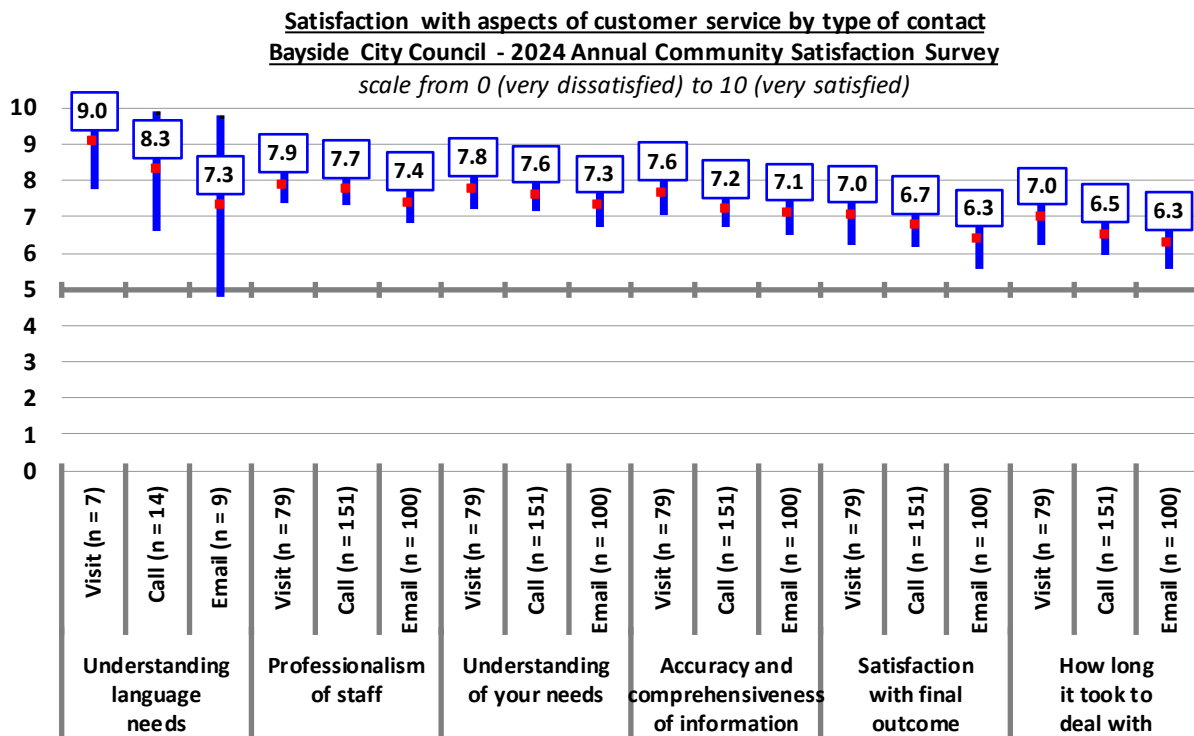 Satisfaction with aspects of customer service by type of contact
Bayside City Council - 2024 Annual Community Satisfaction Survey
scale from 0 (very dissatisfied) to 10 (very satisfied)
10
9
8
7
6
5
4
3
2
1
0
9.0
8.3
7.3
7.9
7.7
7.4
7.8
7.6
7.3
7.6
7.2
7.1
7.0
6.7
6.3
7.0
6.5
6.3
Visit (n = 7)
Call (n = 14)
Email (n = 9)
Visit (n = 79)
Call (n = 151)
Email (n = 100)
Visit (n = 79)
Call (n = 151)
Email (n = 100)
Visit (n = 79)
Call (n = 151)
Email (n = 100)
Visit (n = 79)
Call (n = 151)
Email (n = 100)
Visit (n = 79)
Call (n = 151)
Email (n = 100)
Understanding
language
needs
Professionalism
of staff
Understanding
of your needs
Accuracy and
comprehensiveness
of information
Satisfaction
with final
outcome
How long
it took to
deal with